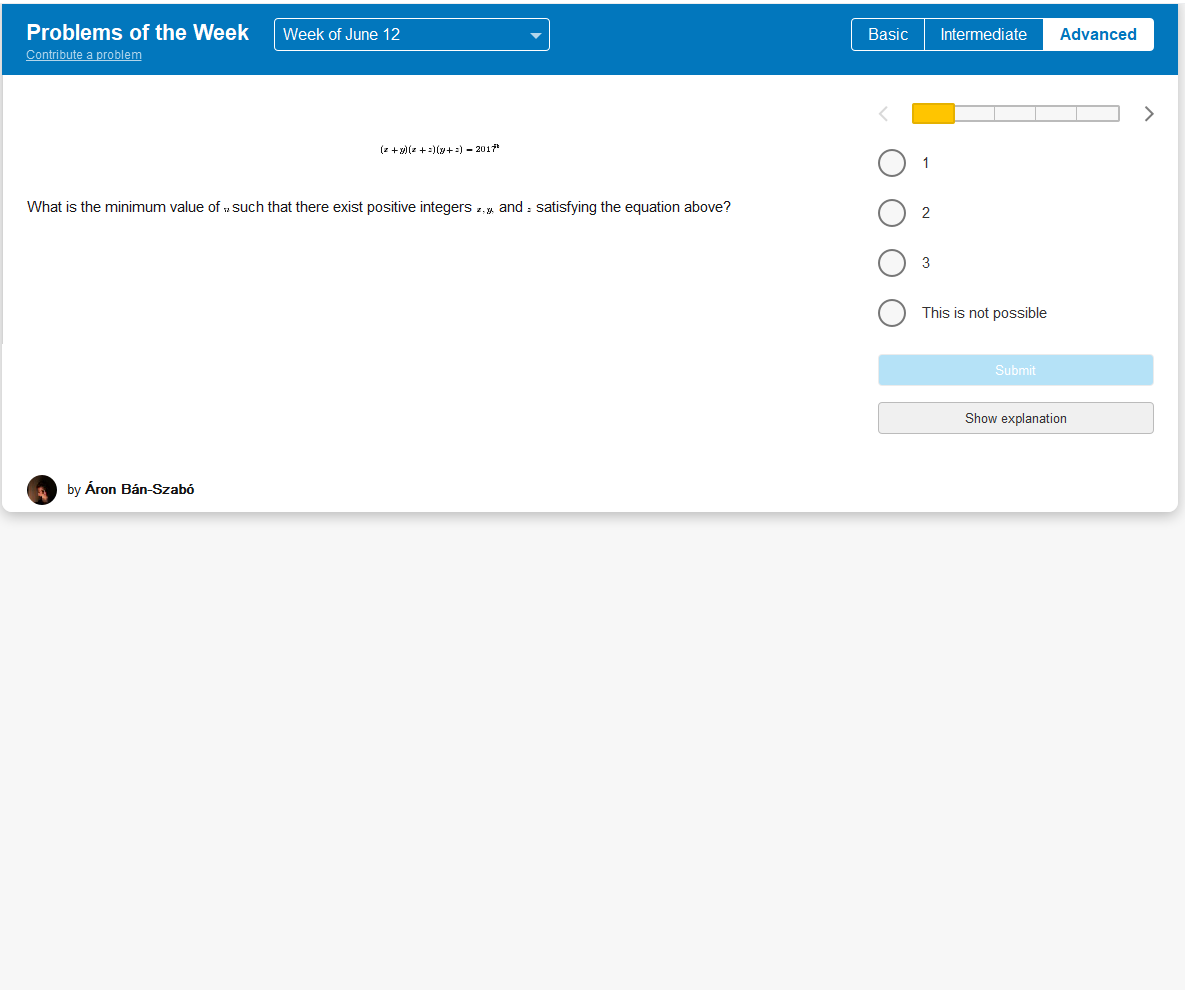 Problems of the Week
Week of June 12
Basic
Intermediate
Advanced
Contribute a problem
(x + y)(x + z)(y + z) = 2017ⁿ
What is the minimum value of n such that there exist positive integers x, y, and z satisfying the equation above?
1
2
3
This is not possible
Submit
Show explanation
by Áron Bán-Szabó